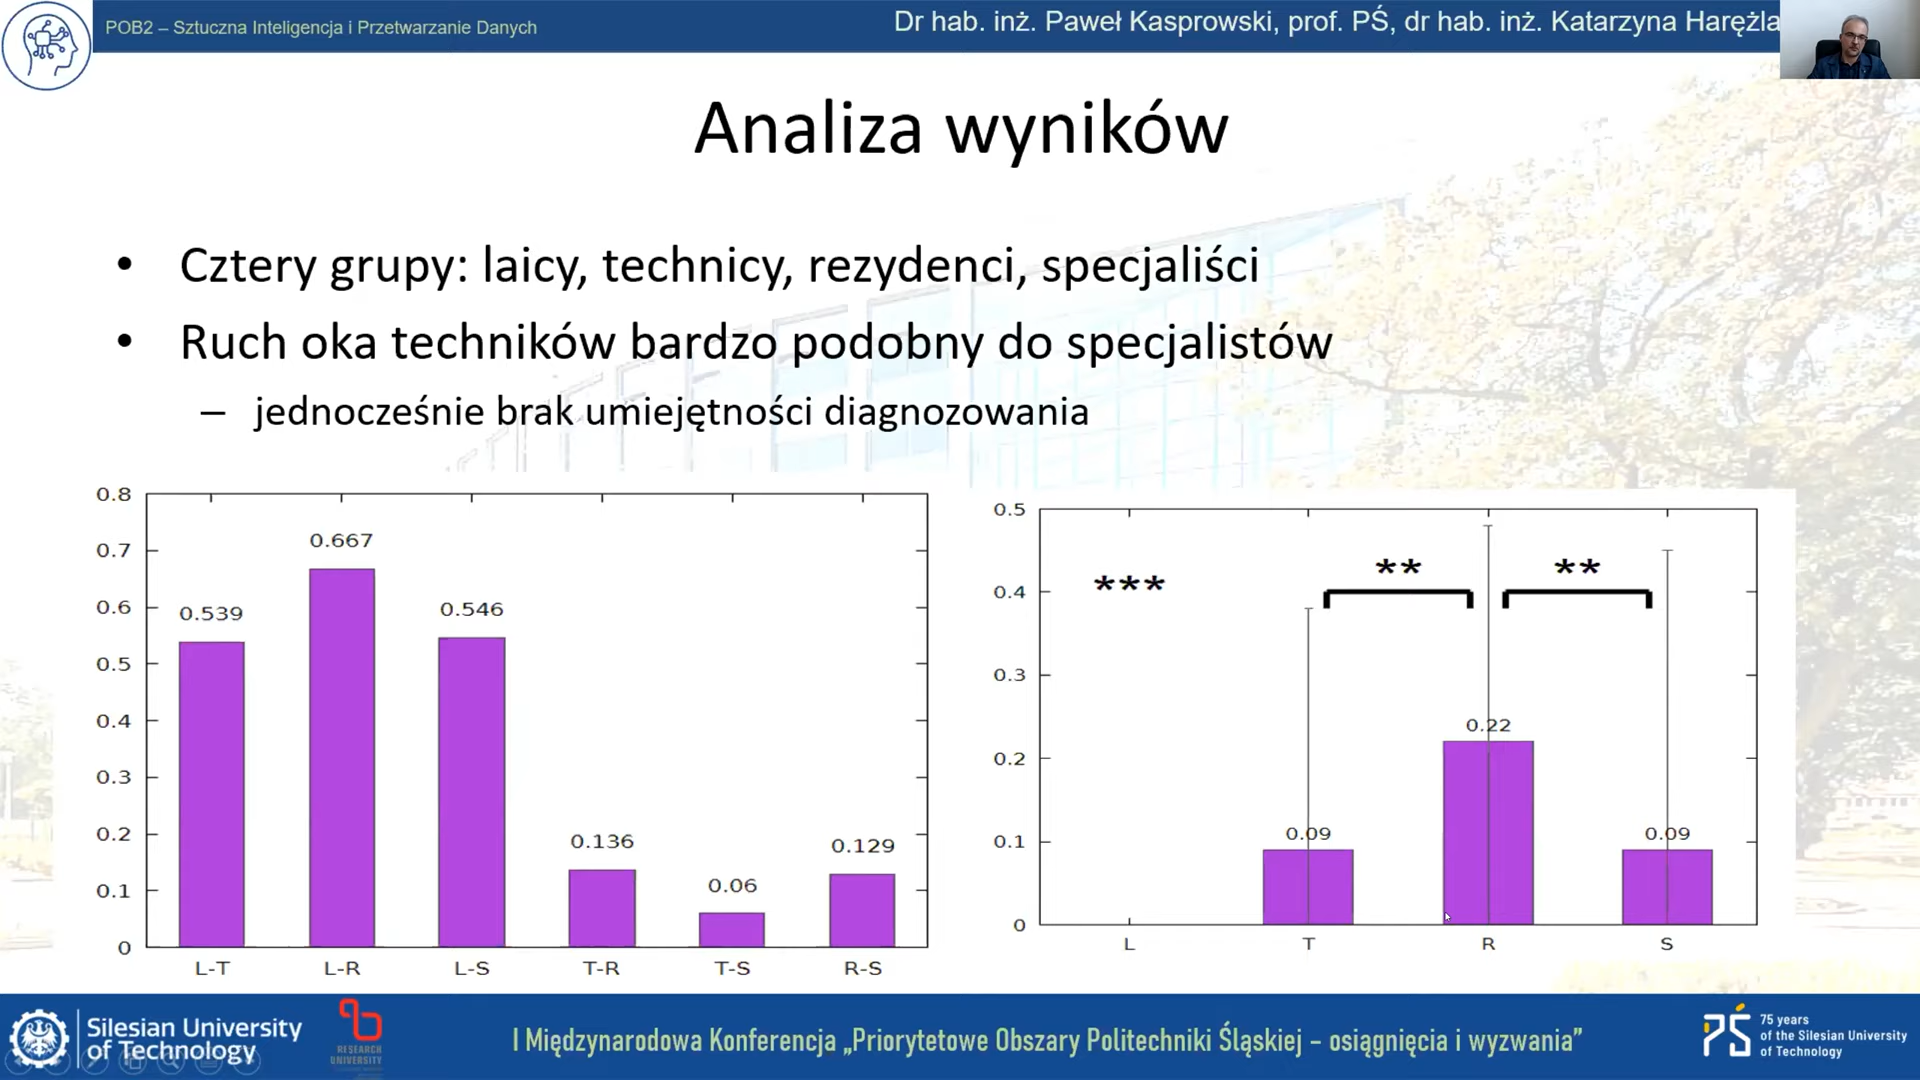 POB2 – Sztuczna Inteligencja i Przetwarzanie Danych
Dr hab. inż. Paweł Kasprowski, prof. PŚ, dr hab. inż. Katarzyna Haręźla
Analiza wyników
• Cztery grupy: laicy, technicy, rezydenci, specjaliści
• Ruch oka techników bardzo podobny do specjalistów
– jednocześnie brak umiejętności diagnozowania
0.8
0.7
0.6
0.5
0.4
0.3
0.2
0.1
0
0.539
0.667
0.546
0.136
0.06
0.129
L-T L-R L-S T-R T-S R-S
0.5
0.4
0.3
0.2
0.1
0
***
**
**
0.09
0.22
0.09
L T R S
Silesian University
of Technology
RESEARCH
UNIVERSITY
I Międzynarodowa Konferencja „Priorytetowe Obszary Politechniki Śląskiej – osiągnięcia i wyzwania”
PŚ
75 years
of the Silesian University
of Technology